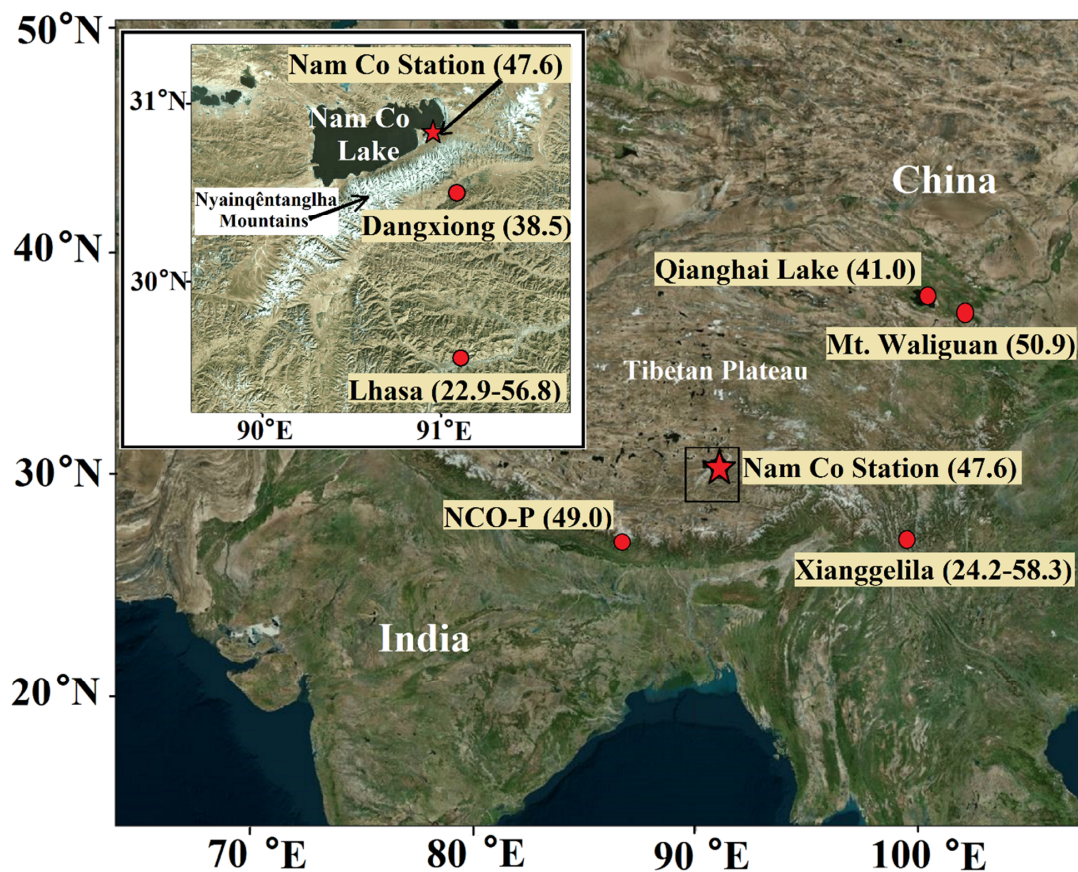 50°N
Nam Co Station (47.6)
31°N
Nam Co
Lake
China
Nyainqêntanglha
Mountains
Dangxiong (38.5)
40°N
Qianghai Lake (41.0)
30°N
Mt. Waliguan (50.9)
Tibetan Plateau
Lhasa (22.9-56.8)
90°E
91°E
30°N
Nam Co Station (47.6)
NCO-P (49.0)
Xianggelila (24.2-58.3)
India
20°N
70 °E
80 °E
90 °E
100 °E